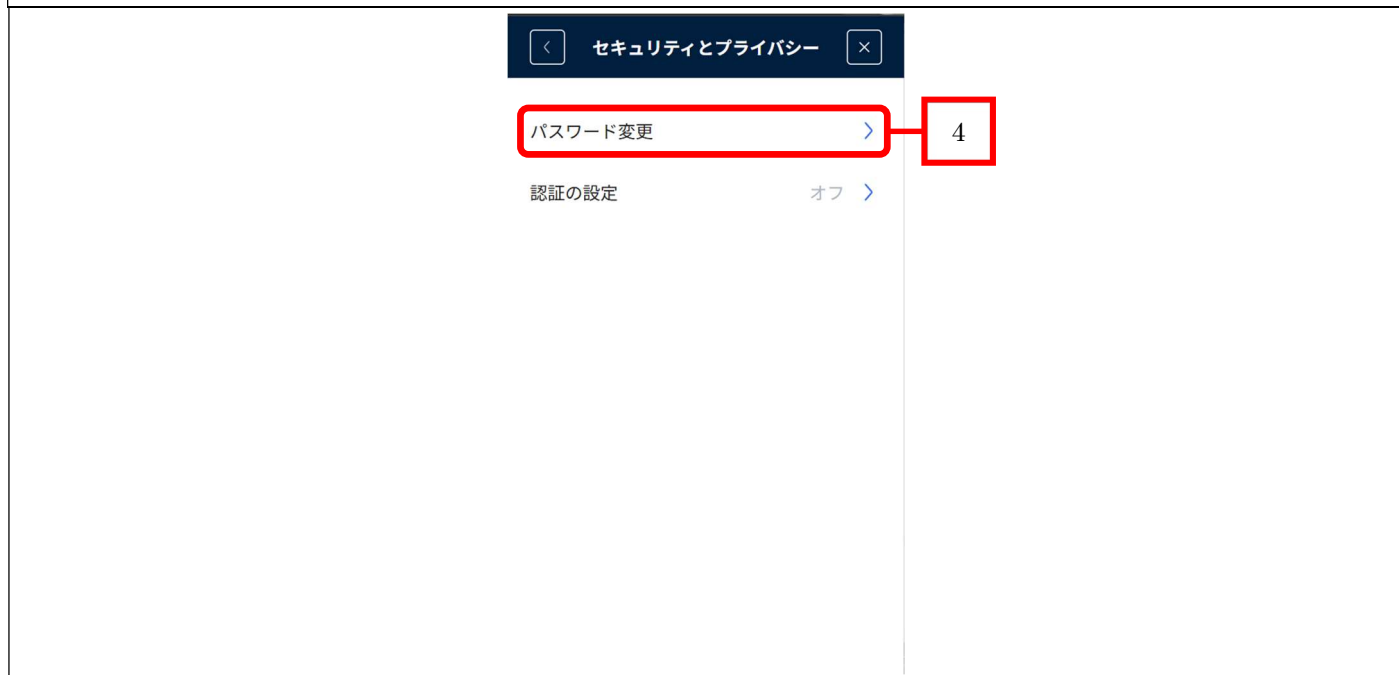 セキュリティとプライバシー
パスワード変更
4
認証の設定 オフ